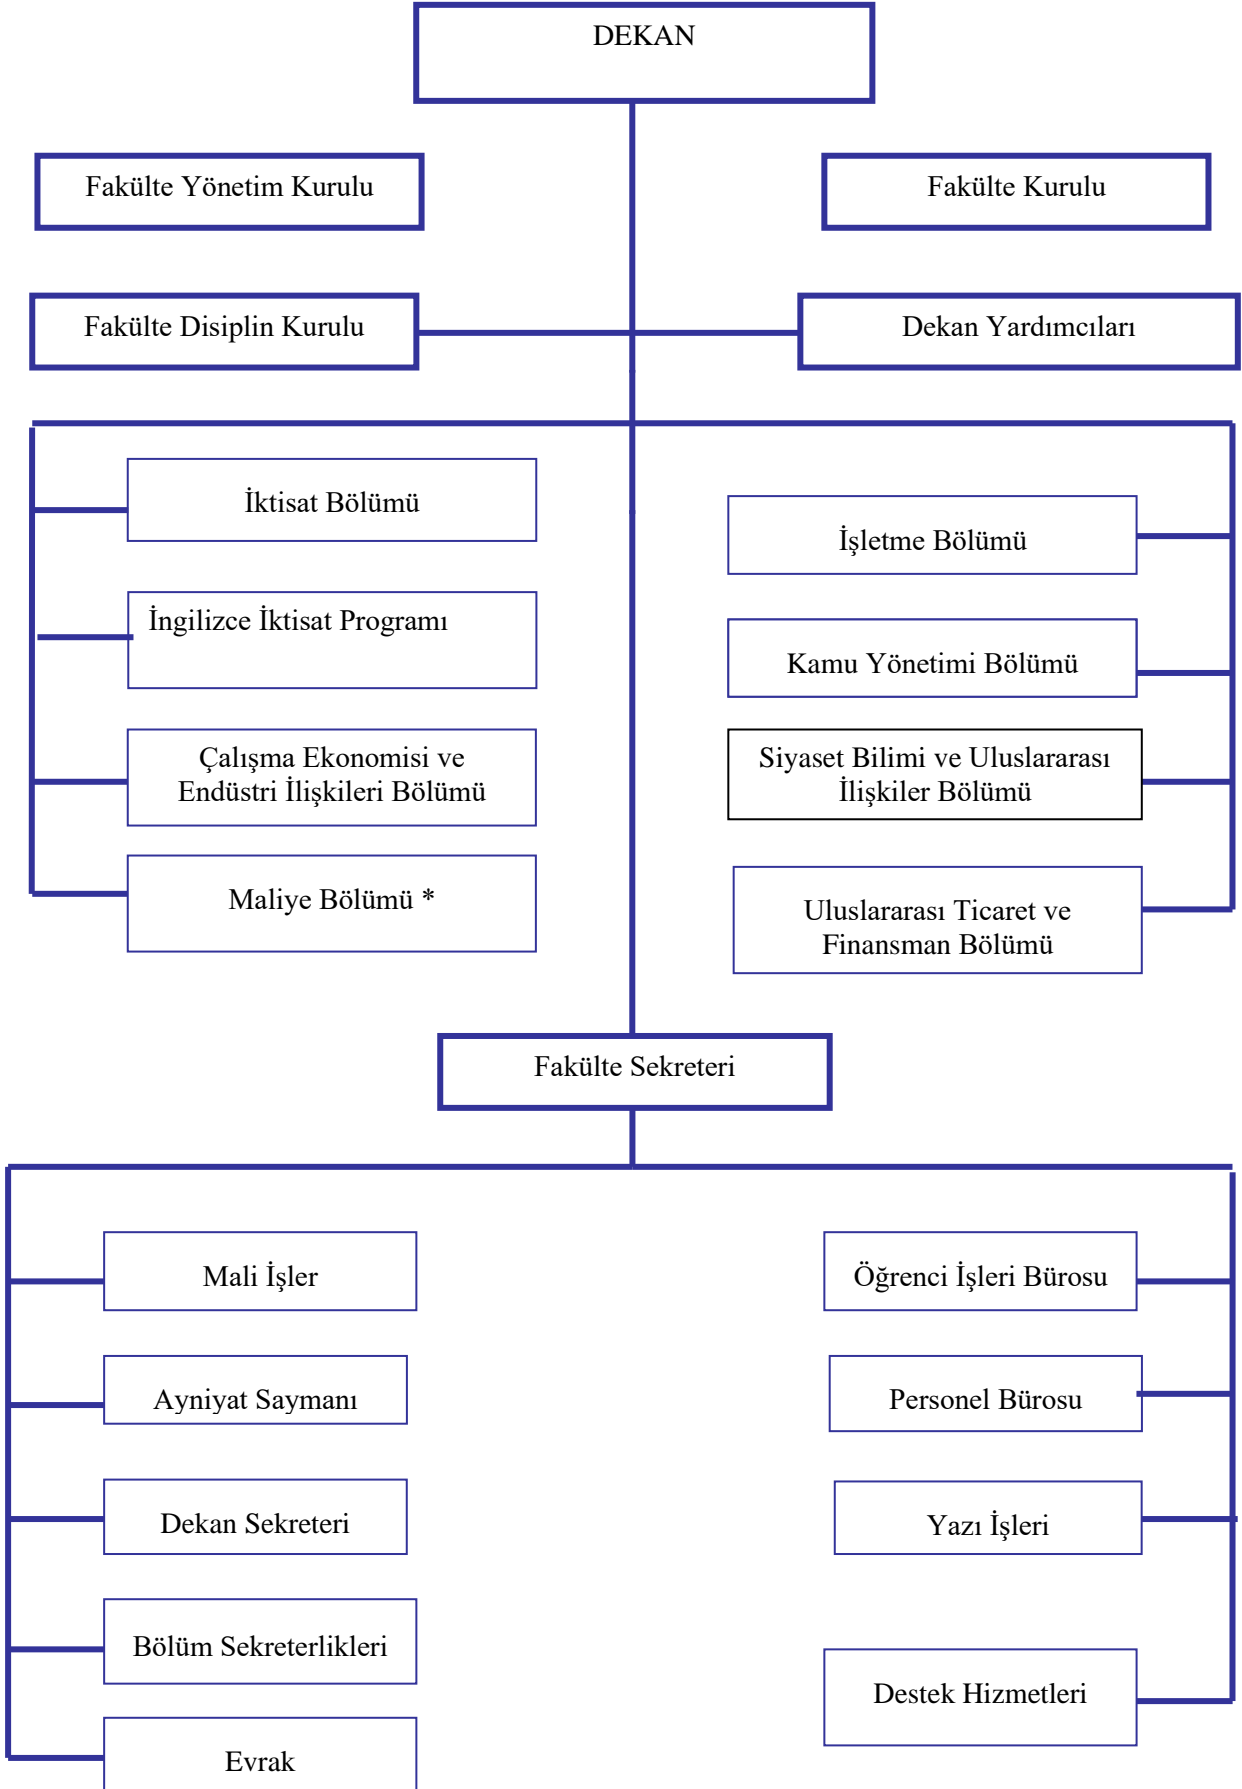 DEKAN
Fakülte Yönetim Kurulu
Fakülte Kurulu
Fakülte Disiplin Kurulu
Dekan Yardımcıları
İktisat Bölümü
İngilizce İktisat Programı
Çalışma Ekonomisi ve
Endüstri İlişkileri Bölümü
Maliye Bölümü *
İşletme Bölümü
Kamu Yönetimi Bölümü
Siyaset Bilimi ve Uluslararası
İlişkiler Bölümü
Uluslararası Ticaret ve
Finansman Bölümü
Fakülte Sekreteri
Mali İşler
Ayniyat Saymanı
Dekan Sekreteri
Bölüm Sekreterlikleri
Evrak
Öğrenci İşleri Bürosu
Personel Bürosu
Yazı İşleri
Destek Hizmetleri